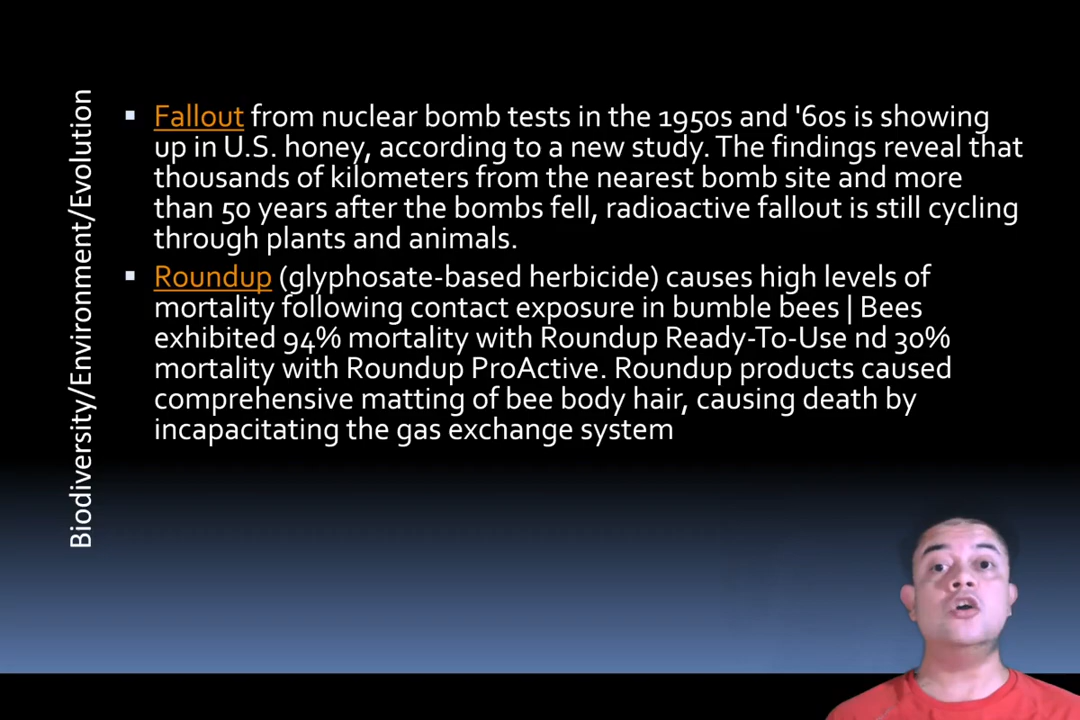 Biodiversity/Environment/Evolution
Fallout from nuclear bomb tests in the 1950s and '60s is showing
up in U.S. honey, according to a new study. The findings reveal that
thousands of kilometers from the nearest bomb site and more
than 50 years after the bombs fell, radioactive fallout is still cycling
through plants and animals.
Roundup (glyphosate-based herbicide) causes high levels of
mortality following contact exposure in bumble bees | Bees
exhibited 94% mortality with Roundup Ready-To-Use nd 30%
mortality with Roundup ProActive. Roundup products caused
comprehensive matting of bee body hair, causing death by
incapacitating the gas exchange system